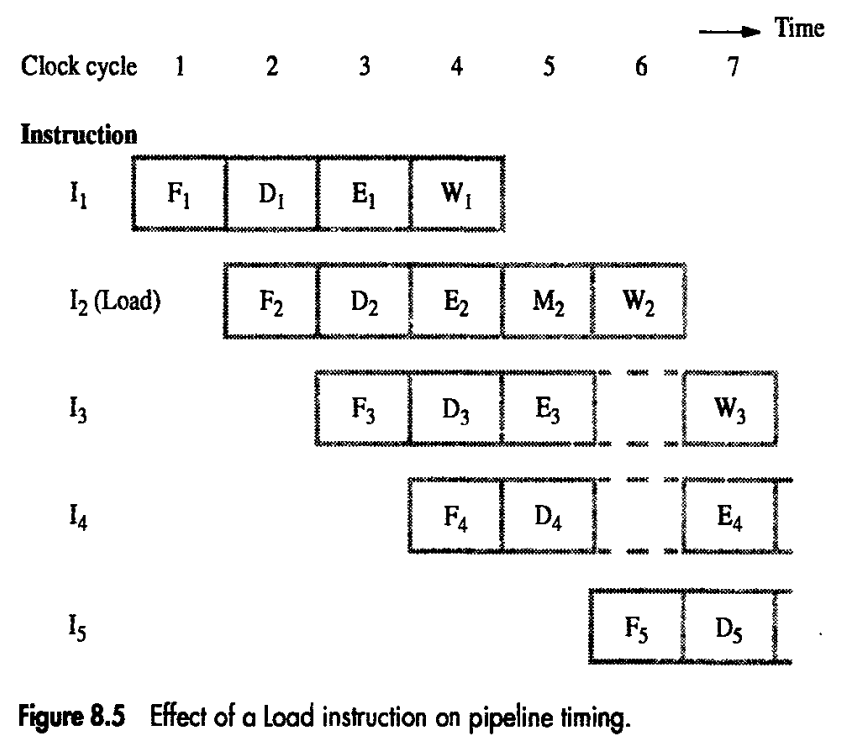 Time
Clock cycle 1 2 3 4 5 6 7
Instruction
I₁ F₁ D₁ E₁ W₁
I₂ (Load) F₂ D₂ E₂ M₂ W₂
I₃ F₃ D₃ E₃ W₃
I₄ F₄ D₄ E₄
I₅ F₅ D₅
Figure 8.5 Effect of a Load instruction on pipeline timing.